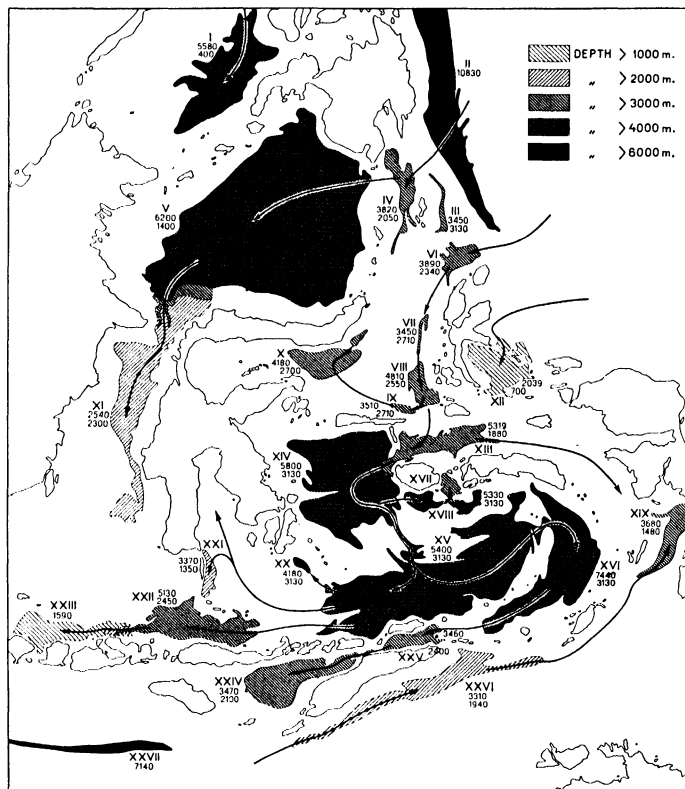 I
5580
400
II
10830
DEPTH > 1000 m.
„ > 2000 m.
„ > 3000 m.
„ > 4000 m.
„ > 6000 m.
IV
3820
2050
III
3450
3130
V
6200
1400
VI
3890
2340
VII
3450
2710
X
4180
2700
VIII
4810
2550
IX
3510
2710
XII
2039
700
XI
2540
2300
5319
1880
XIII
XIV
5800
3130
XVII
XVIII
5330
3130
XIX
3680
1480
XV
5400
3130
XVI
7440
3130
XXI
3370
1350
XX
4180
3130
XXII
5130
2450
XXIII
1590
3460
2400
XXV
XXIV
3470
2100
XXVI
3310
1940
XXVII
7140